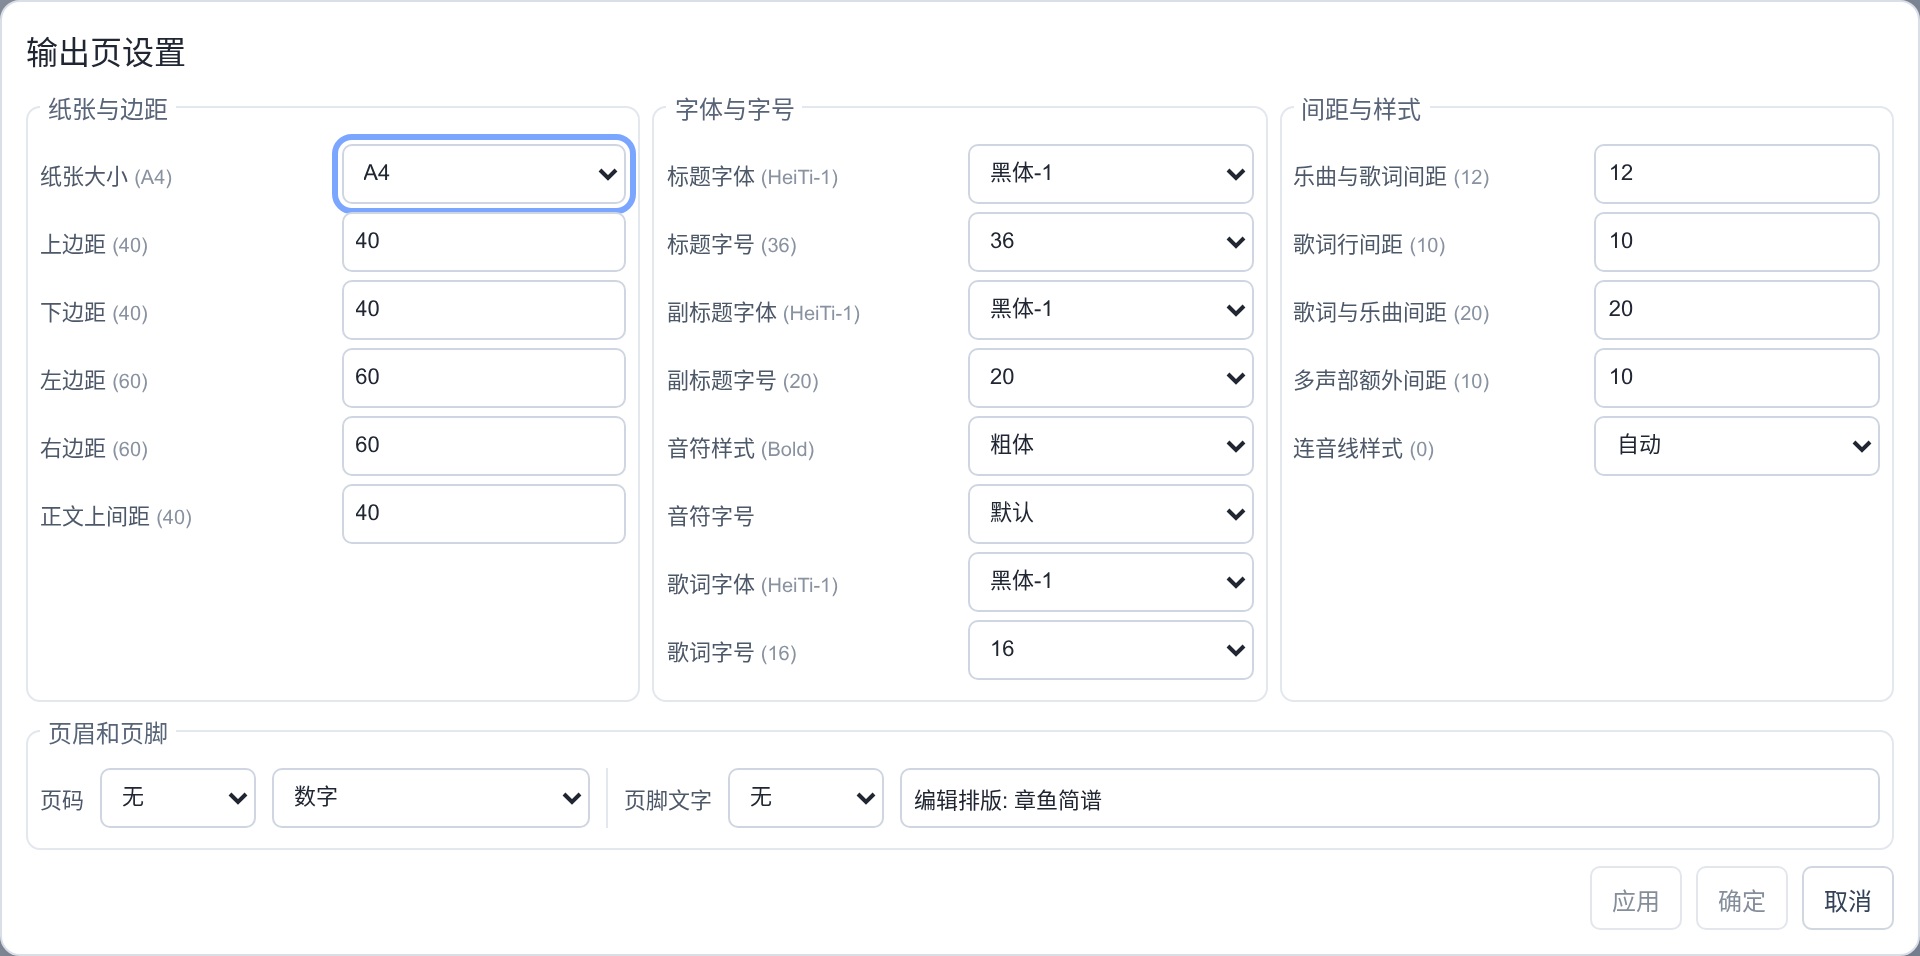 输出页设置
纸张与边距
纸张大小 (A4) A4
上边距 (40) 40
下边距 (40) 40
左边距 (60) 60
右边距 (60) 60
正文上间距 (40) 40
字体与字号
标题字体 (HeiTi-1) 黑体-1
标题字号 (36) 36
副标题字体 (HeiTi-1) 黑体-1
副标题字号 (20) 20
音符样式 (Bold) 粗体
音符字号 默认
歌词字体 (HeiTi-1) 黑体-1
歌词字号 (16) 16
间距与样式
乐曲与歌词间距 (12) 12
歌词行间距 (10) 10
歌词与乐曲间距 (20) 20
多声部额外间距 (10) 10
连音线样式 (0) 自动
页眉和页脚
页码 无 数字 页脚文字 无 编辑排版: 章鱼简谱
应用 确定 取消